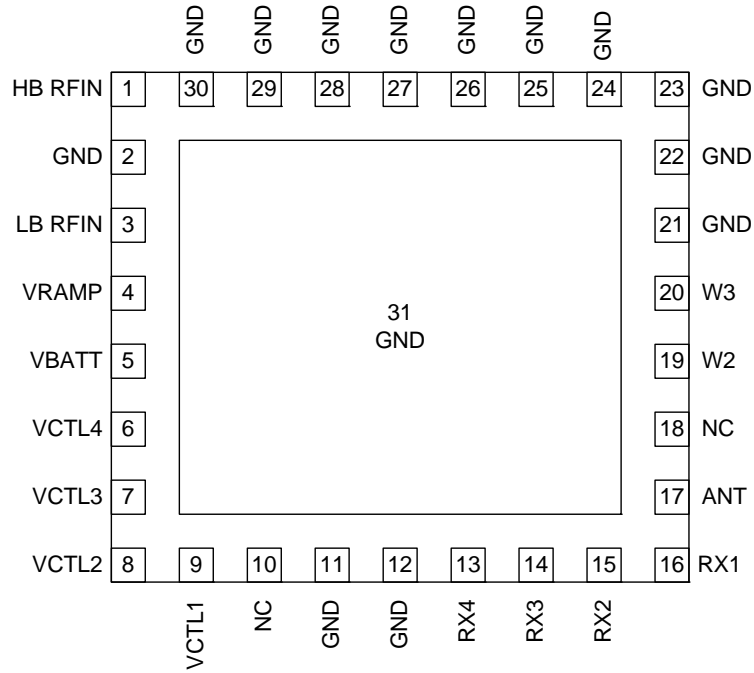 GND GND GND GND GND GND GND
HB RFIN 1 30 29 28 27 26 25 24 23 GND
GND 2 22 GND
LB RFIN 3 21 GND
VRAMP 4 20 W3
31
GND
VBATT 5 19 W2
VCTL4 6 18 NC
VCTL3 7 17 ANT
VCTL2 8 9 10 11 12 13 14 15 16 RX1
VCTL1 NC GND GND RX4 RX3 RX2